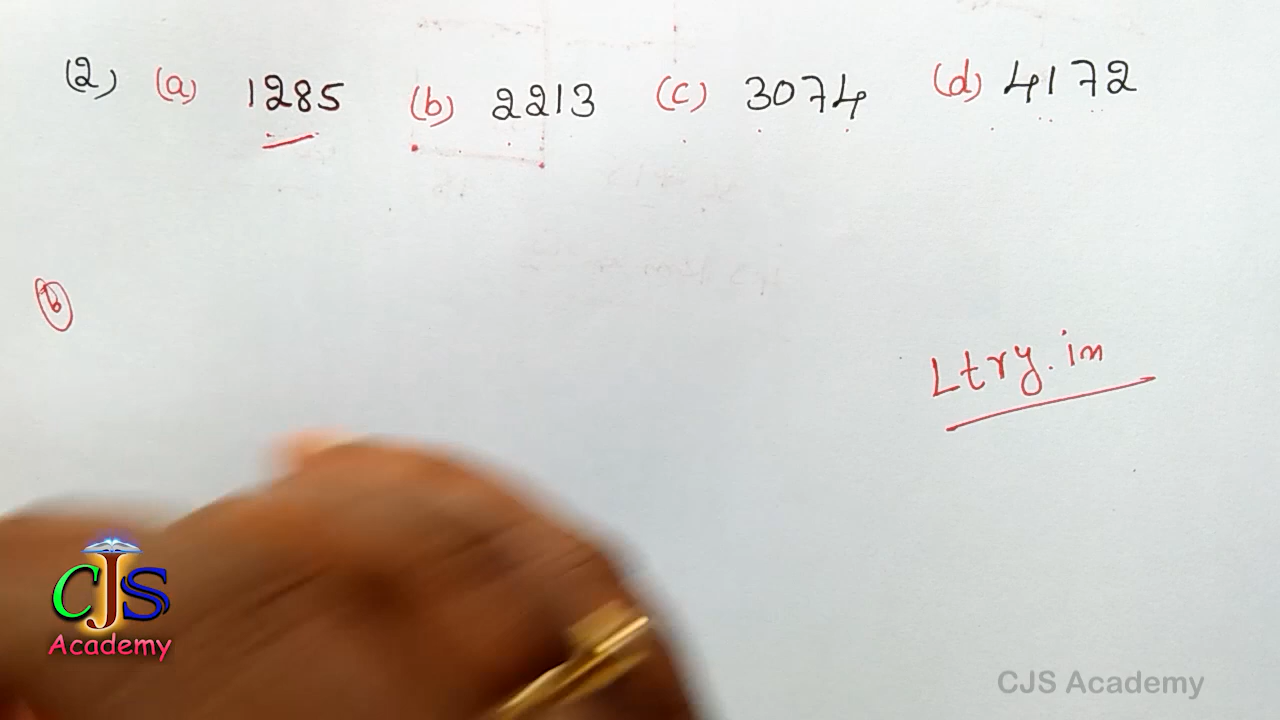 (2) (a) 1285 (b) 2213 (c) 3074 (d) 4172
(b)
Ltry.in
CJS
Academy
CJS Academy